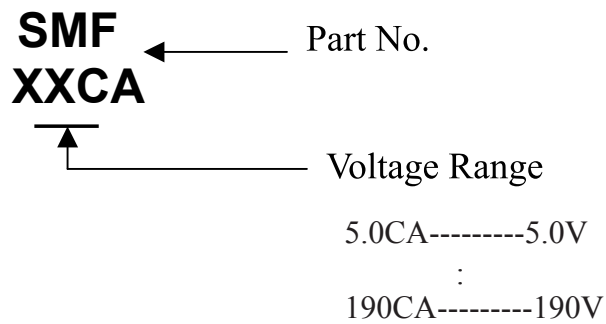 SMF
Part No.
XXCA
Voltage Range
5.0CA---------5.0V
:
190CA---------190V